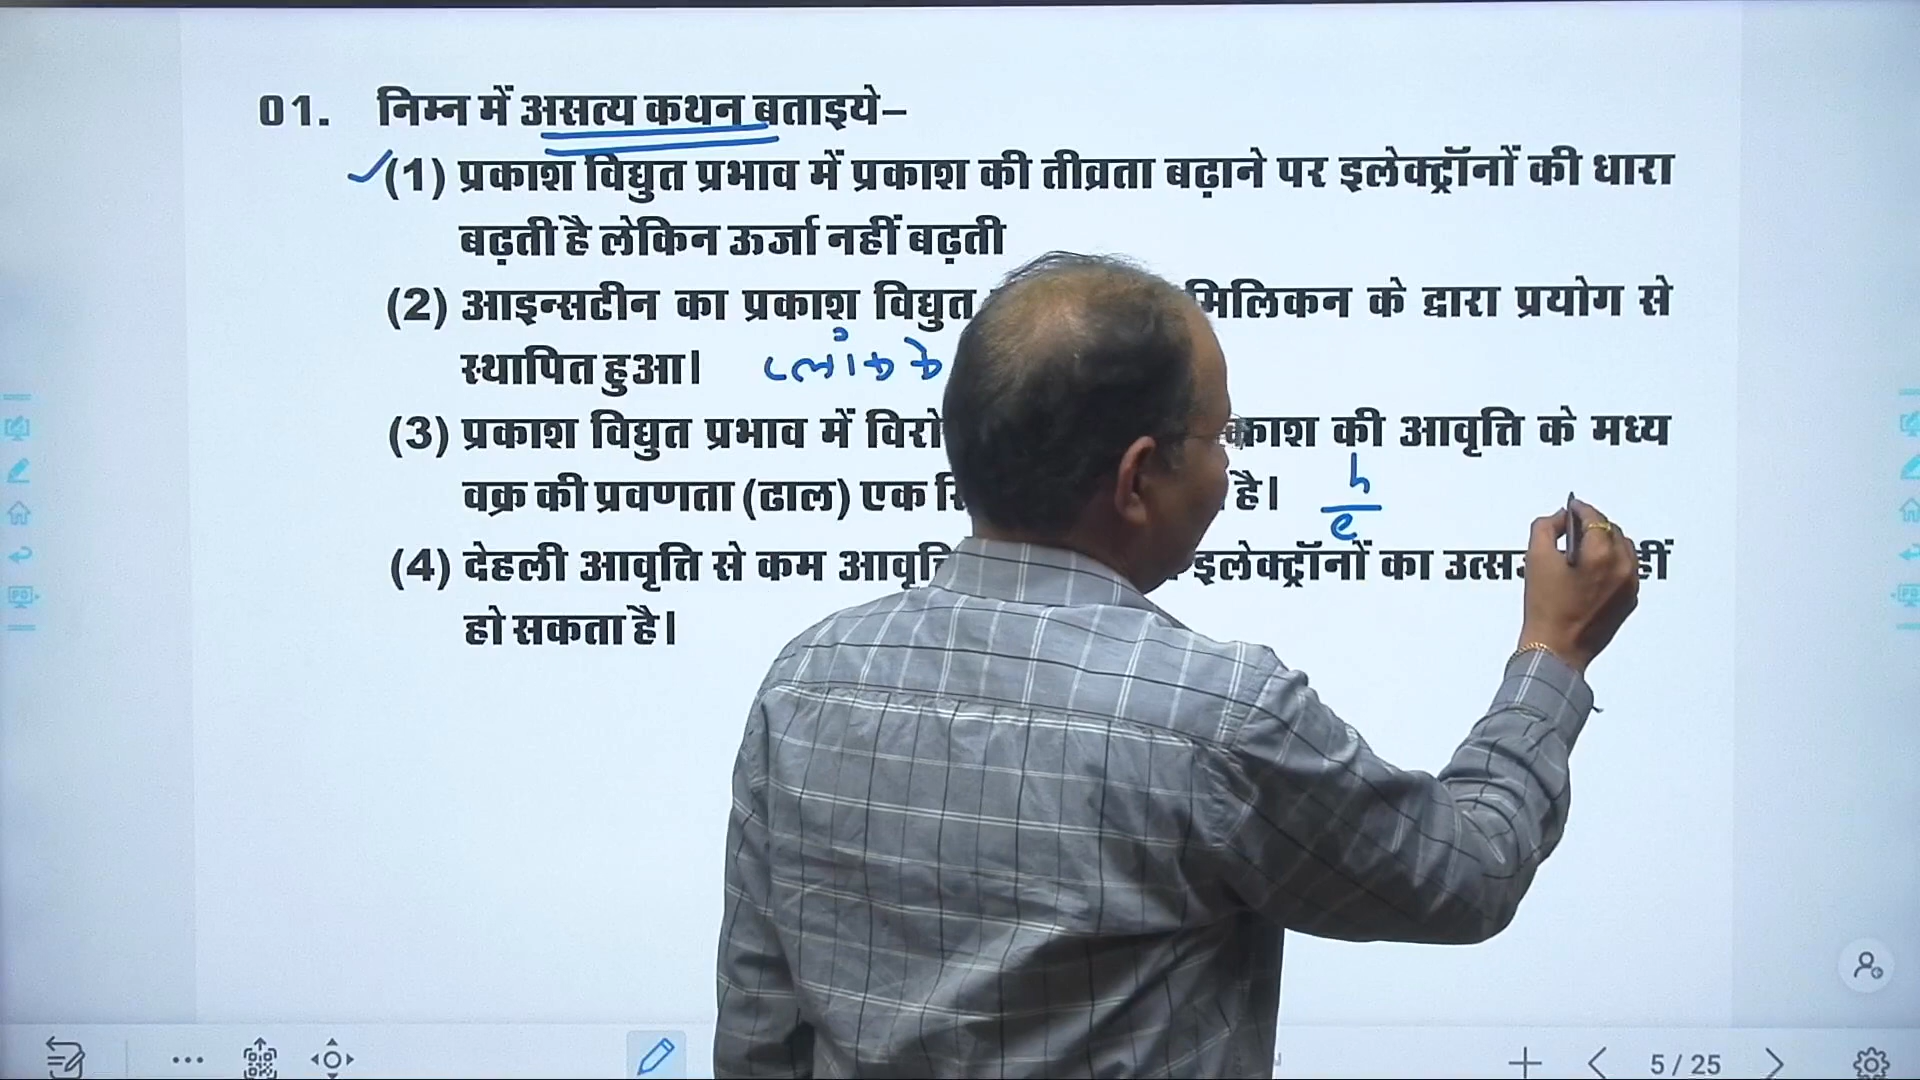 01. निम्न में असत्य कथन बताइये–
(1) प्रकाश विद्युत प्रभाव में प्रकाश की तीव्रता बढ़ाने पर इलेक्ट्रॉनों की धारा
बढ़ती है लेकिन ऊर्जा नहीं बढ़ती
(2) आइन्सटीन का प्रकाश विद्युत मिलिकन के द्वारा प्रयोग से
स्थापित हुआ।
(3) प्रकाश विद्युत प्रभाव में की आवृत्ति के मध्य
वक्र की प्रवणता (ढाल) एक है। h
e
(4) देहली आवृत्ति से कम इलेक्ट्रॉनों का
हो सकता है।
5 / 25